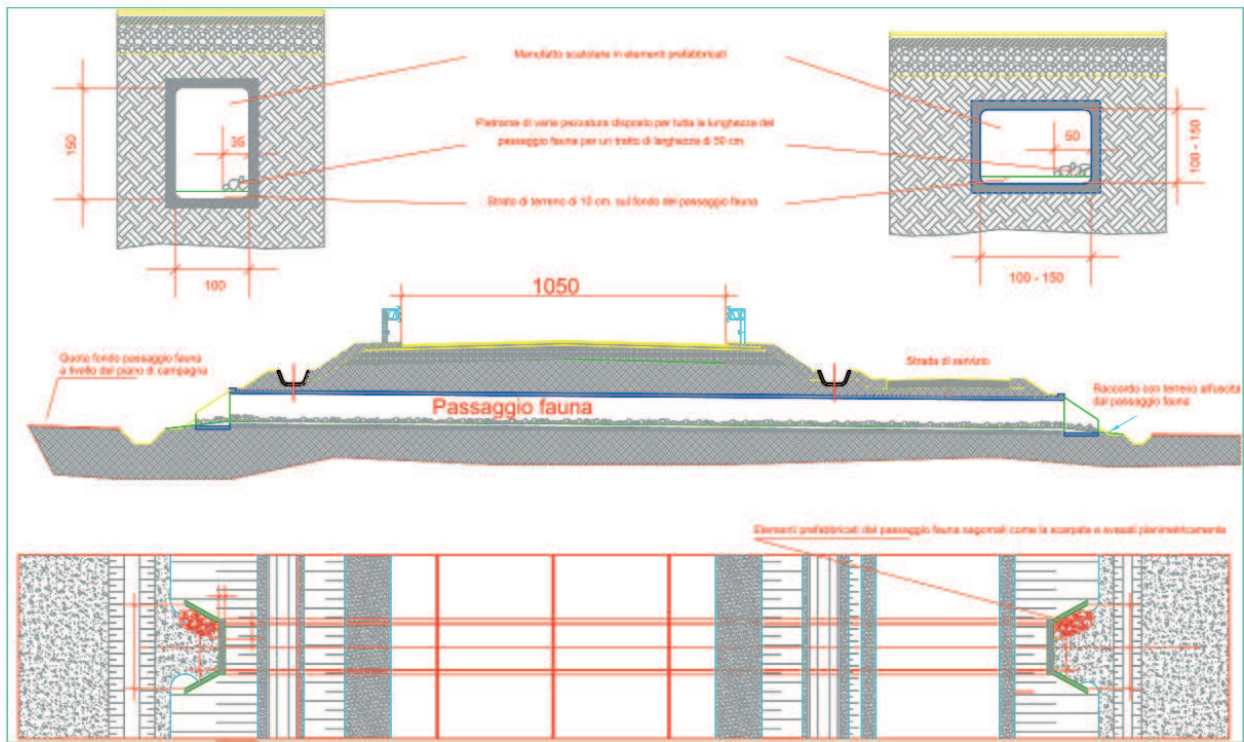 Manufatto scatolare in elementi prefabbricati
150
35
Pietrame di varia pezzatura disposto per tutta la lunghezza del
passaggio fauna per un tratto di larghezza di 50 cm.
50
100 - 150
Strato di terreno di 10 cm. sul fondo del passaggio fauna
100
100 - 150
1050
Quota fondo passaggio fauna
a livello del piano di campagna
Strada di servizio
Raccordo con terreno all'uscita
dal passaggio fauna
Passaggio fauna
Elementi prefabbricati del passaggio fauna sagomati come la scarpata e svasati planimetricamente